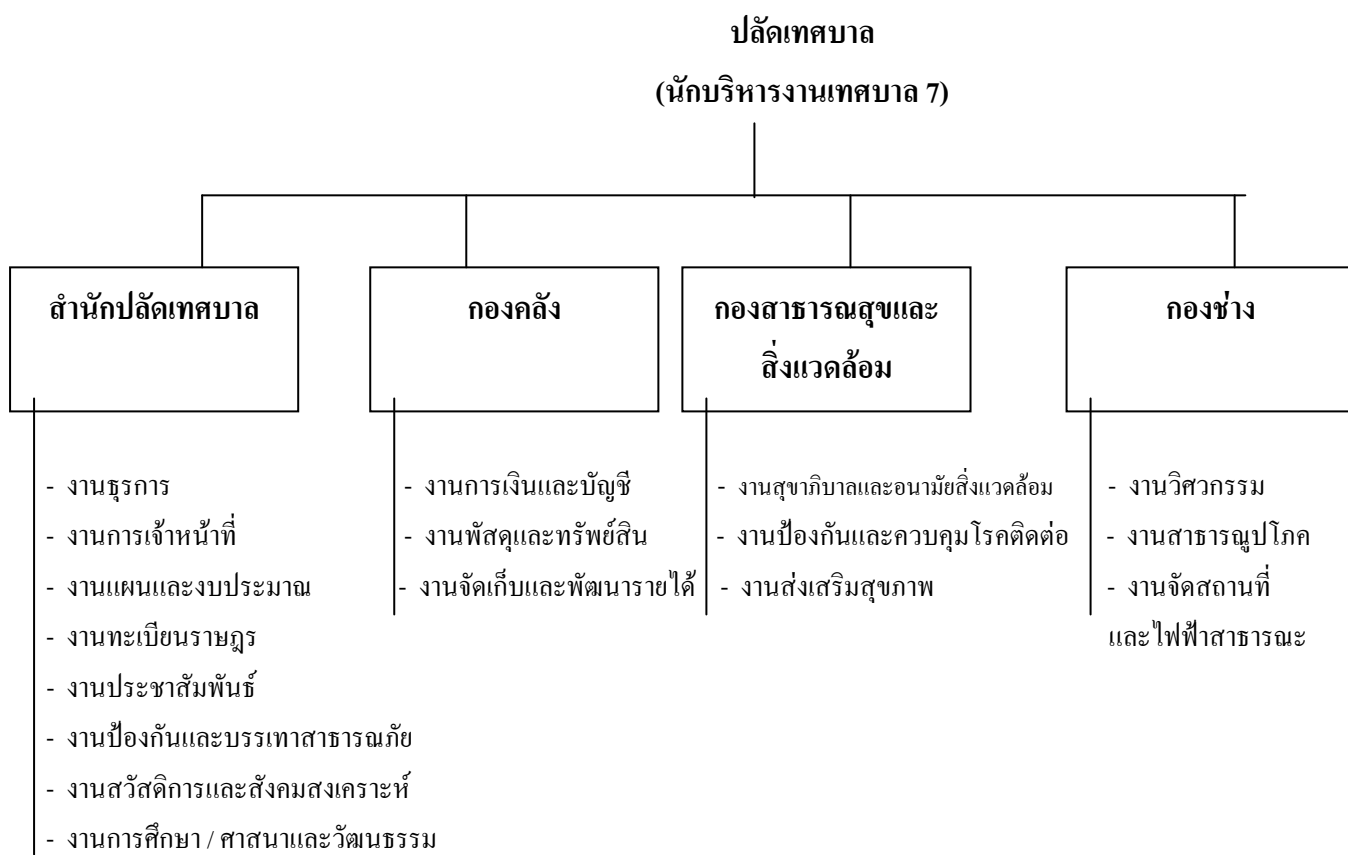 ปลัดเทศบาล
(นักบริหารงานเทศบาล 7)
สำนักปลัดเทศบาล
- งานธุรการ
- งานการเจ้าหน้าที่
- งานแผนและงบประมาณ
- งานทะเบียนราษฎร
- งานประชาสัมพันธ์
- งานป้องกันและบรรเทาสาธารณภัย
- งานสวัสดิการและสังคมสงเคราะห์
- งานการศึกษา / ศาสนาและวัฒนธรรม
กองคลัง
- งานการเงินและบัญชี
- งานพัสดุและทรัพย์สิน
- งานจัดเก็บและพัฒนารายได้
กองสาธารณสุขและ
สิ่งแวดล้อม
- งานสุขาภิบาลและอนามัยสิ่งแวดล้อม
- งานป้องกันและควบคุมโรคติดต่อ
- งานส่งเสริมสุขภาพ
กองช่าง
- งานวิศวกรรม
- งานสาธารณูปโภค
- งานจัดสถานที่
และไฟฟ้าสาธารณะ